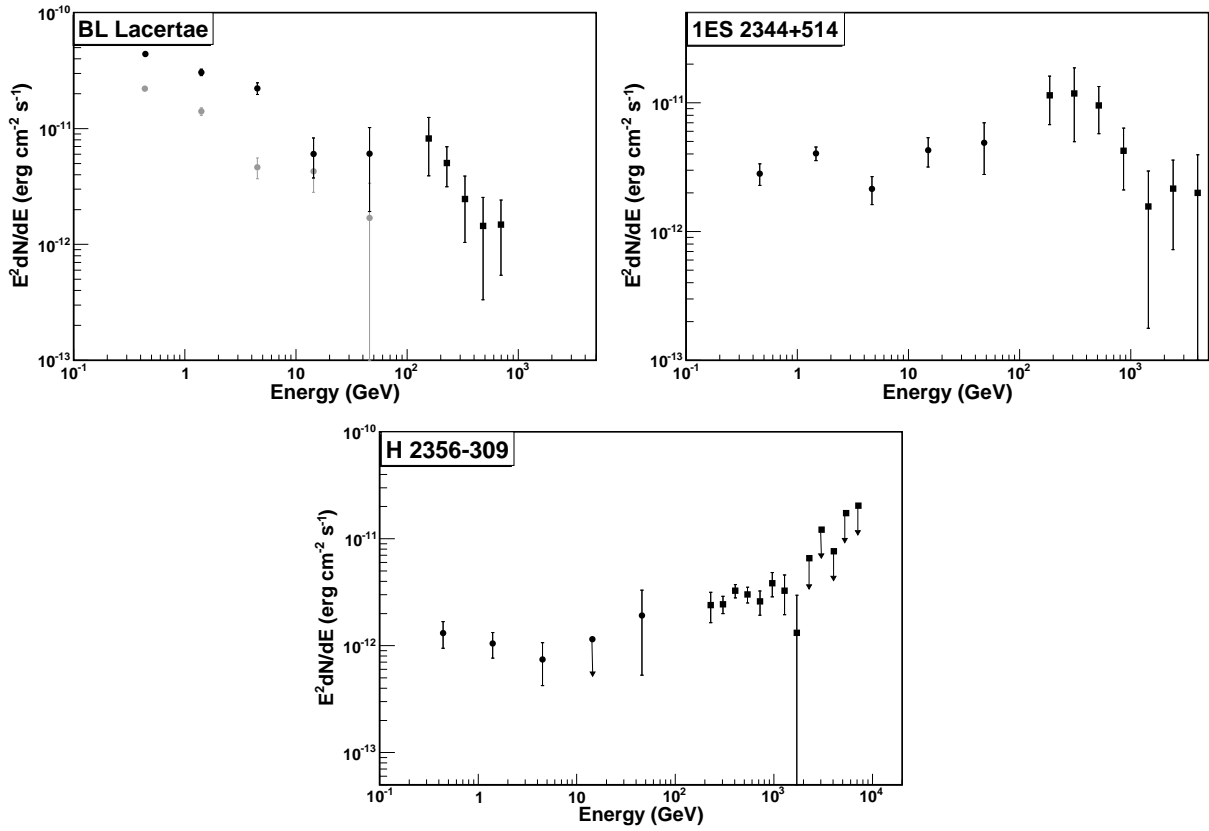 BL Lacertae
E²dN/dE (erg cm⁻² s⁻¹)
10⁻¹⁰
10⁻¹¹
10⁻¹²
10⁻¹³
10⁻¹ 1 10 10² 10³
Energy (GeV)
1ES 2344+514
E²dN/dE (erg cm⁻² s⁻¹)
10⁻¹¹
10⁻¹²
10⁻¹³
10⁻¹ 1 10 10² 10³
Energy (GeV)
H 2356-309
E²dN/dE (erg cm⁻² s⁻¹)
10⁻¹⁰
10⁻¹¹
10⁻¹²
10⁻¹³
10⁻¹ 1 10 10² 10³ 10⁴
Energy (GeV)